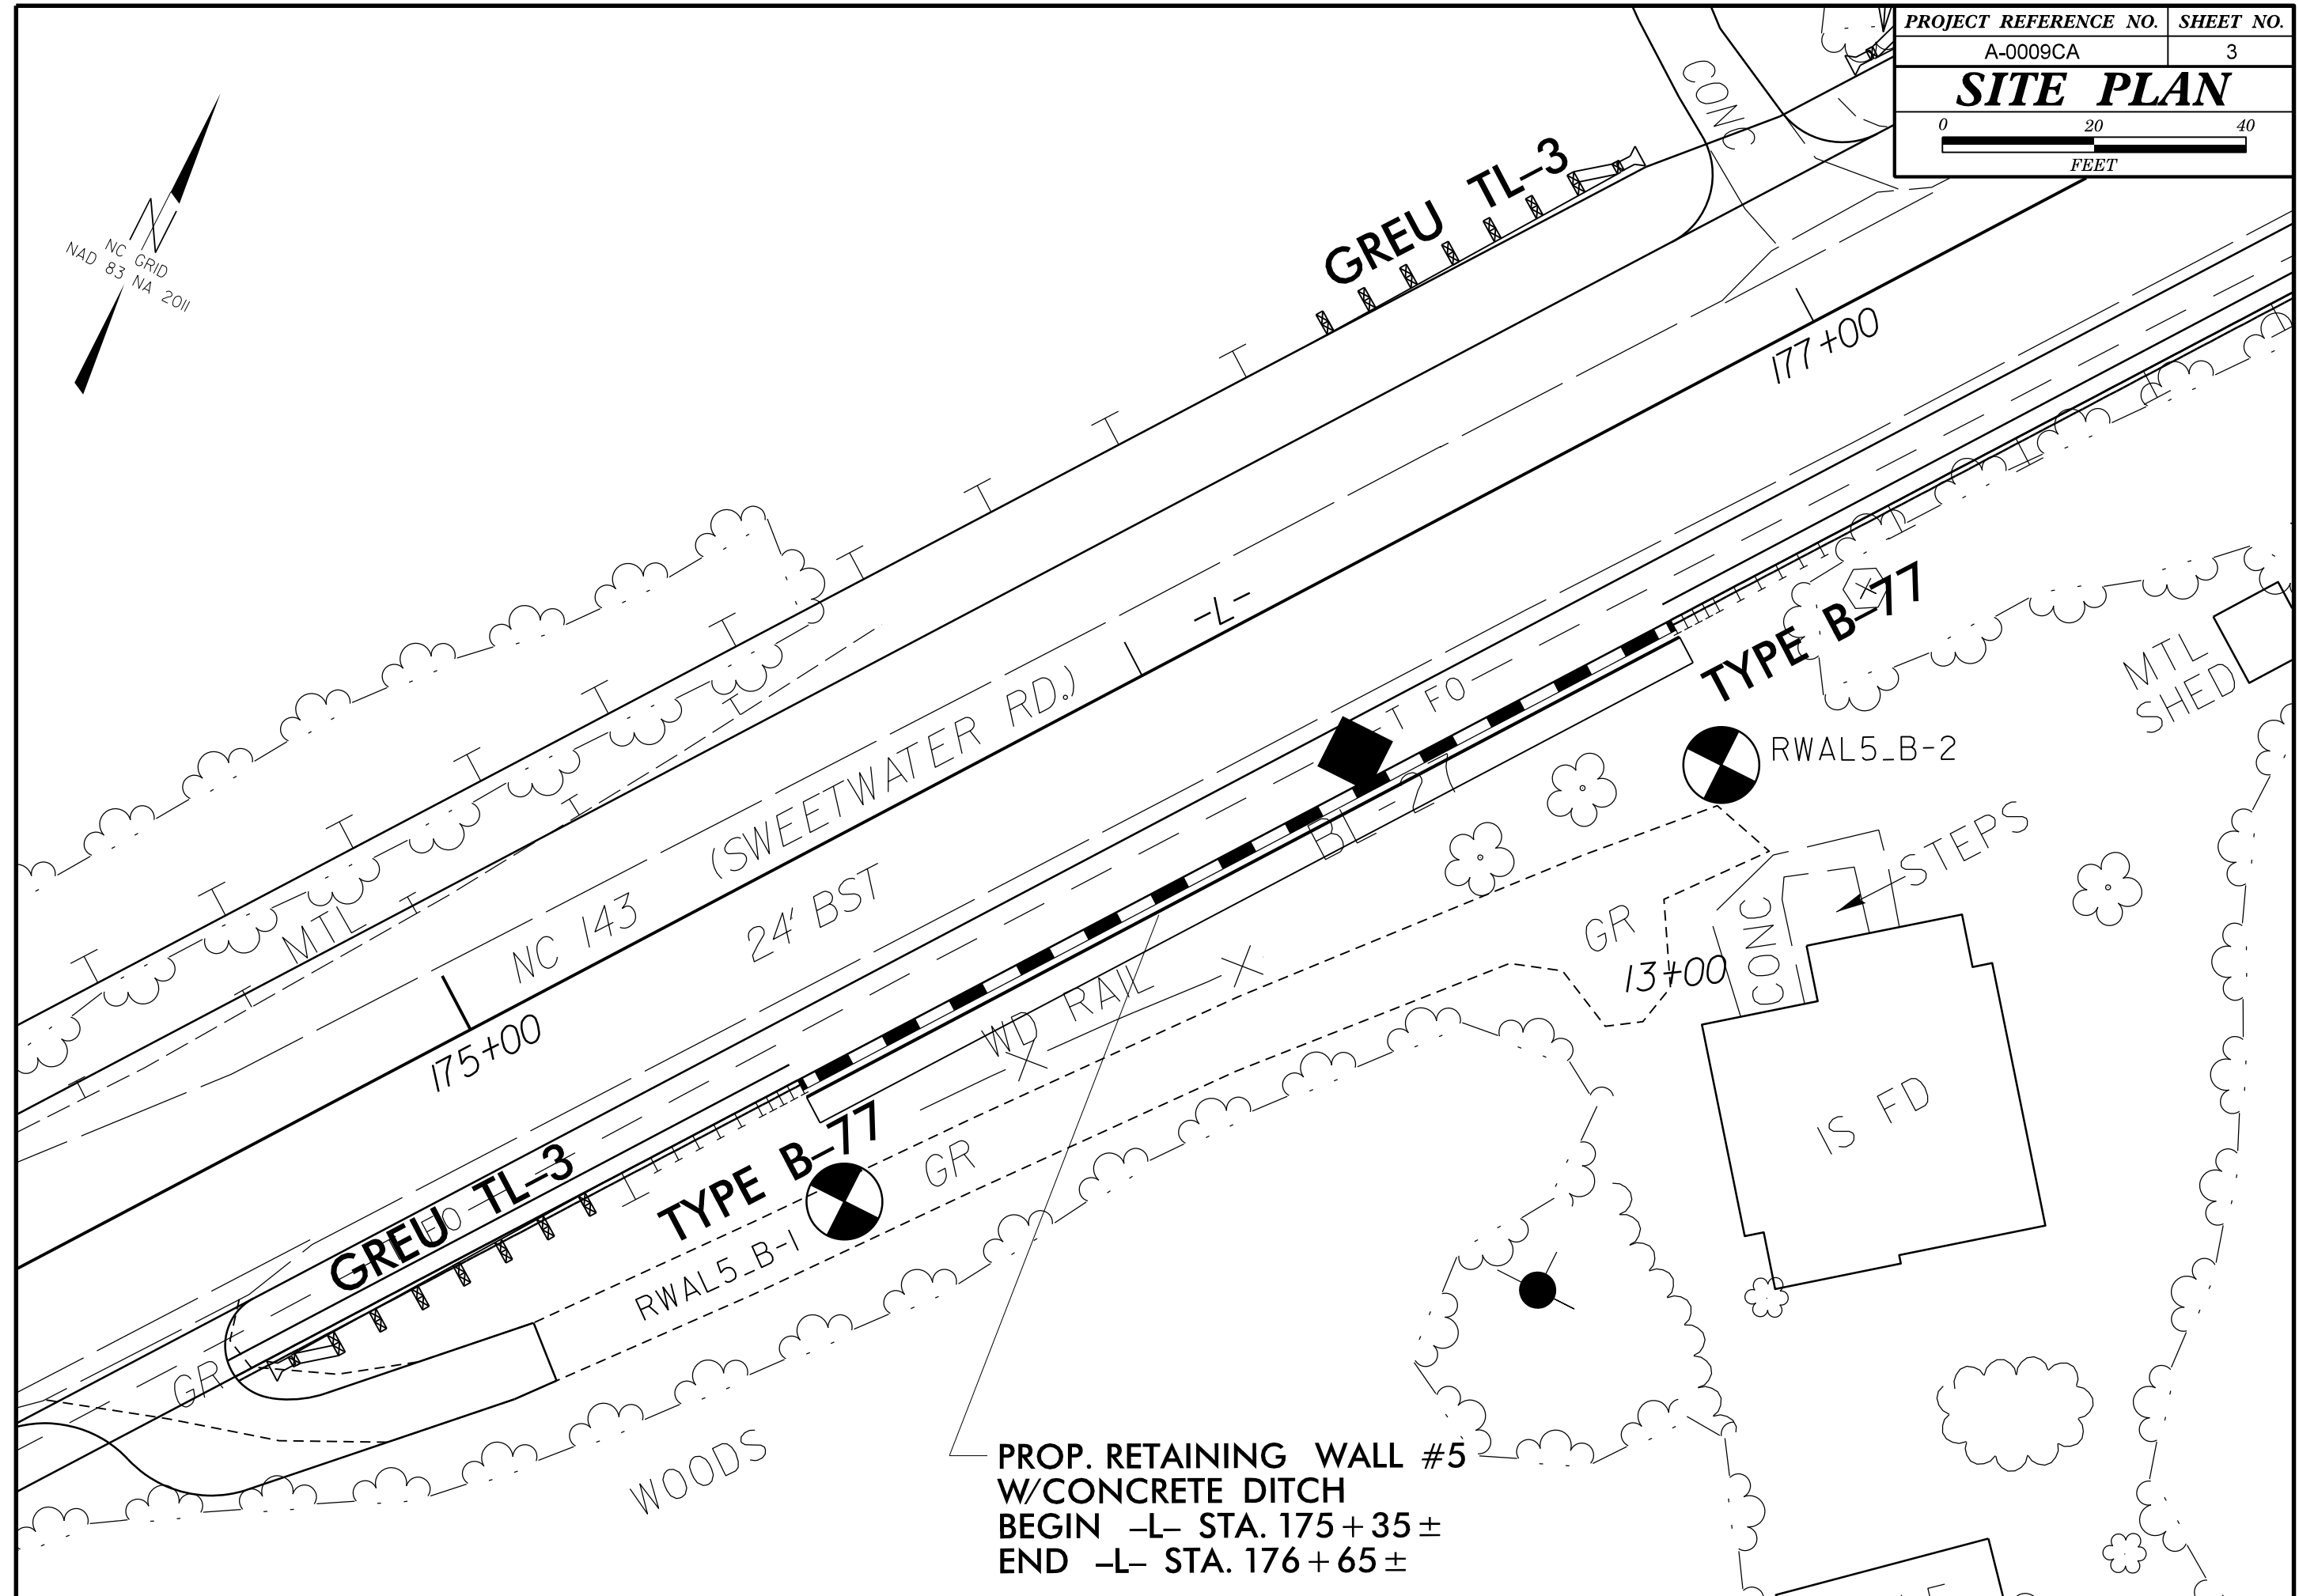 PROJECT REFERENCE NO. SHEET NO.
A-0009CA 3
SITE PLAN
0 20 40
FEET
CONC
GREU TL-3
N
NC GRID
NAD 83 NA 2011
177+00
-L-
TYPE B-77
MTL
SHED
T FO
RWAL5_B-2
BL-27
(SWEETWATER RD.)
NC 143
24' BST
MTL
STEPS
GR
13+00
CONC
WD RAIL
175+00
IS FD
TYPE B-77
GR
GREU TL-3
FO
RWAL5_B-1
GR
WOODS
PROP. RETAINING WALL #5
W/CONCRETE DITCH
BEGIN -L- STA. 175+35±
END -L- STA. 176+65±